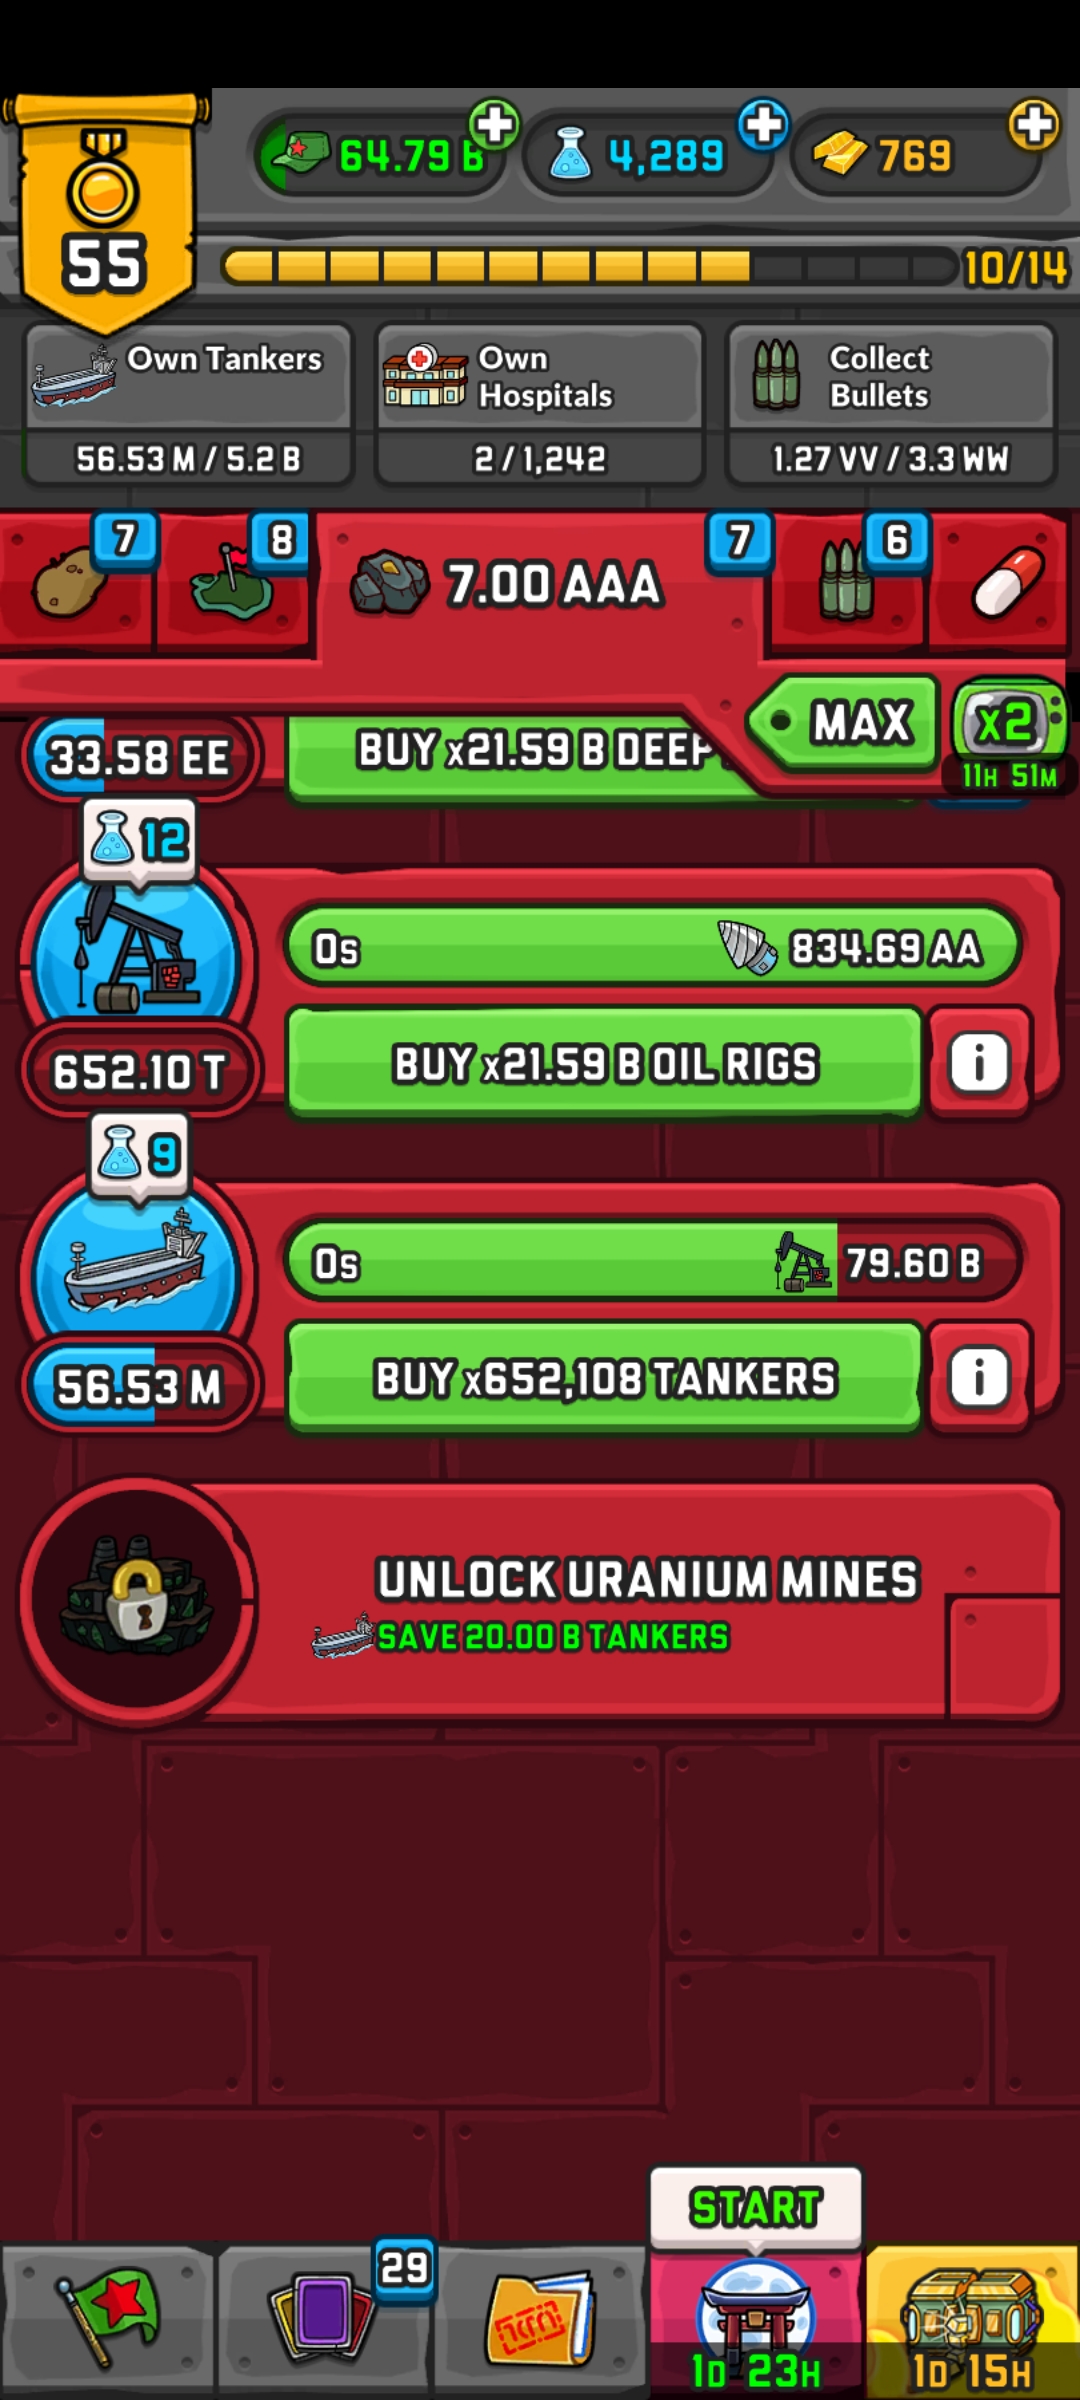 64.79 B
4,289
769
55
10/14
Own Tankers
56.53 M / 5.2 B
Own
Hospitals
2 / 1,242
Collect
Bullets
1.27 VV / 3.3 WW
7
8
7.00 AAA
7
6
MAX
x2
11H 51M
33.58 EE
BUY x21.59 B DEEP
12
0s
834.69 AA
652.10 T
BUY x21.59 B OIL RIGS
i
9
0s
79.60 B
56.53 M
BUY x652,108 TANKERS
i
UNLOCK URANIUM MINES
SAVE 20.00 B TANKERS
START
29
1D 23H
1D 15H